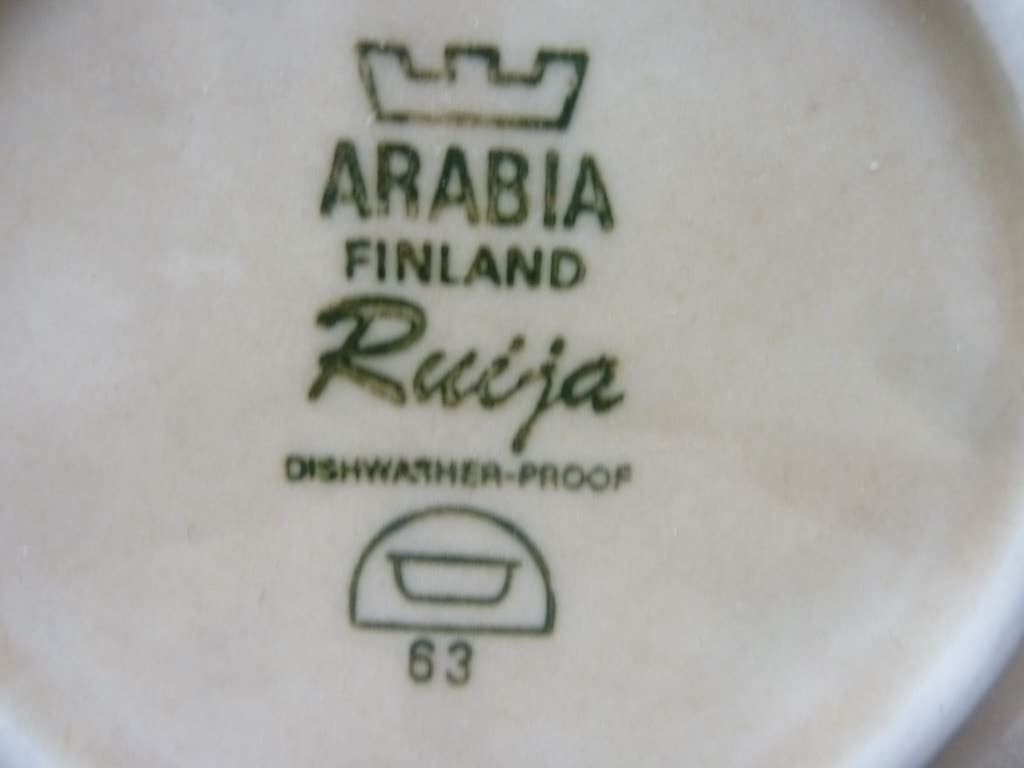 ARABIA
FINLAND
Ruija
DISHWASHER-PROOF
63